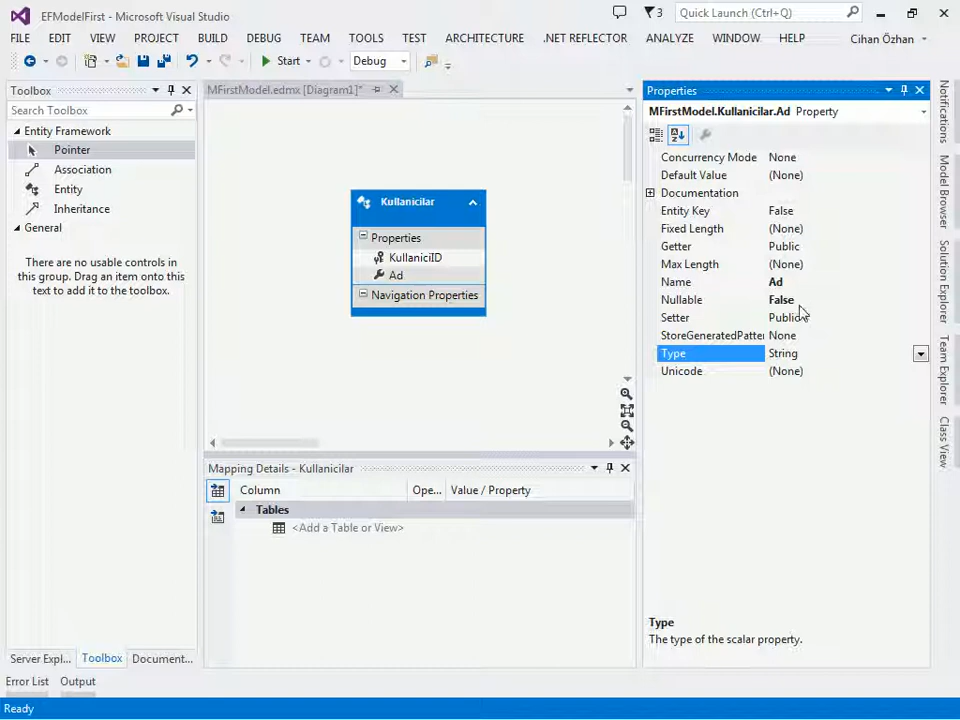 EFModelFirst - Microsoft Visual Studio
3
Quick Launch (Ctrl+Q)
FILE EDIT VIEW PROJECT BUILD DEBUG TEAM TOOLS TEST ARCHITECTURE .NET REFLECTOR ANALYZE WINDOW HELP Cihan Özhan
Start Debug
Toolbox
Search Toolbox
Entity Framework
Pointer
Association
Entity
Inheritance
General
There are no usable controls in
this group. Drag an item onto this
text to add it to the toolbox.
Server Expl... Toolbox Document...
MFirstModel.edmx [Diagram1]*
Kullanicilar
Properties
KullaniciID
Ad
Navigation Properties
Mapping Details - Kullanicilar
Column Ope... Value / Property
Tables
<Add a Table or View>
Properties
MFirstModel.Kullanicilar.Ad Property
Concurrency Mode None
Default Value (None)
Documentation
Entity Key False
Fixed Length (None)
Getter Public
Max Length (None)
Name Ad
Nullable False
Setter Public
StoreGeneratedPatter None
Type String
Unicode (None)
Type
The type of the scalar property.
Notifications
Model Browser
Solution Explorer
Team Explorer
Class View
Error List Output
Ready